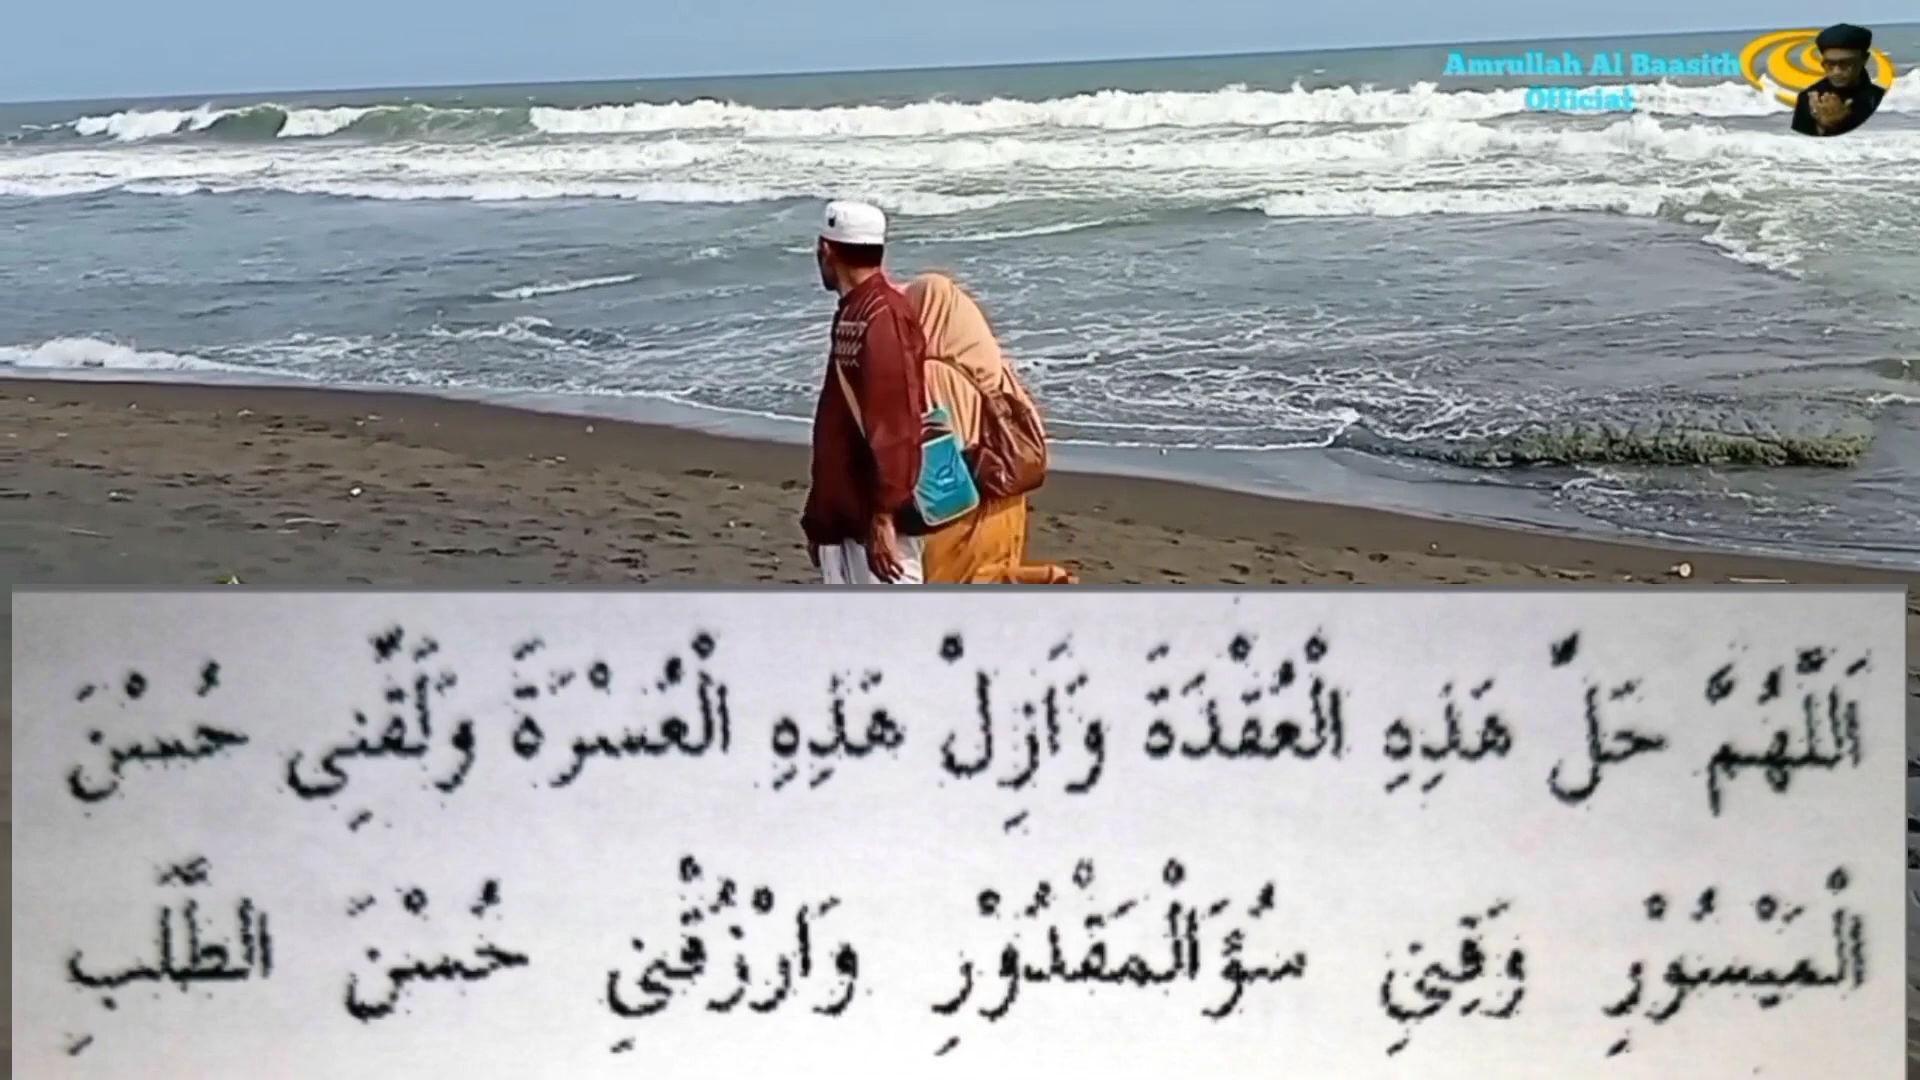 Amrullah Al Baasith
Official
اَللّٰهُمَّ حَلِّ هَذِهِ الْعُقْدَةَ وَاَزِلْ هَذِهِ الْعُسْرَةَ وَلَقِّنِي حُسْنَ
الْمَيْسُوْرِ وَقِنِي سُؤَالْمَقْدُوْرِ وَارْزُقْنِي حُسْنَ الطَّلَبِ